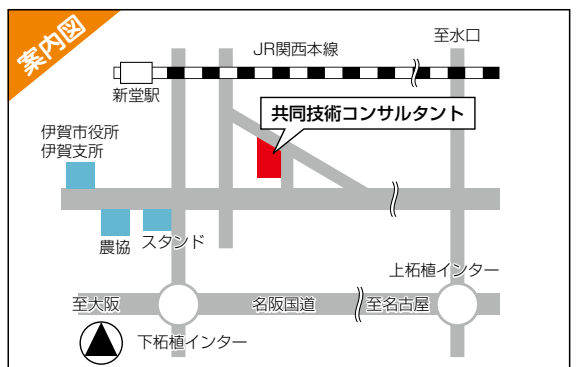 案内図
至水口
JR関西本線
新堂駅
共同技術コンサルタント
伊賀市役所
伊賀支所
農協
スタンド
上柘植インター
至大阪
名阪国道
至名古屋
下柘植インター